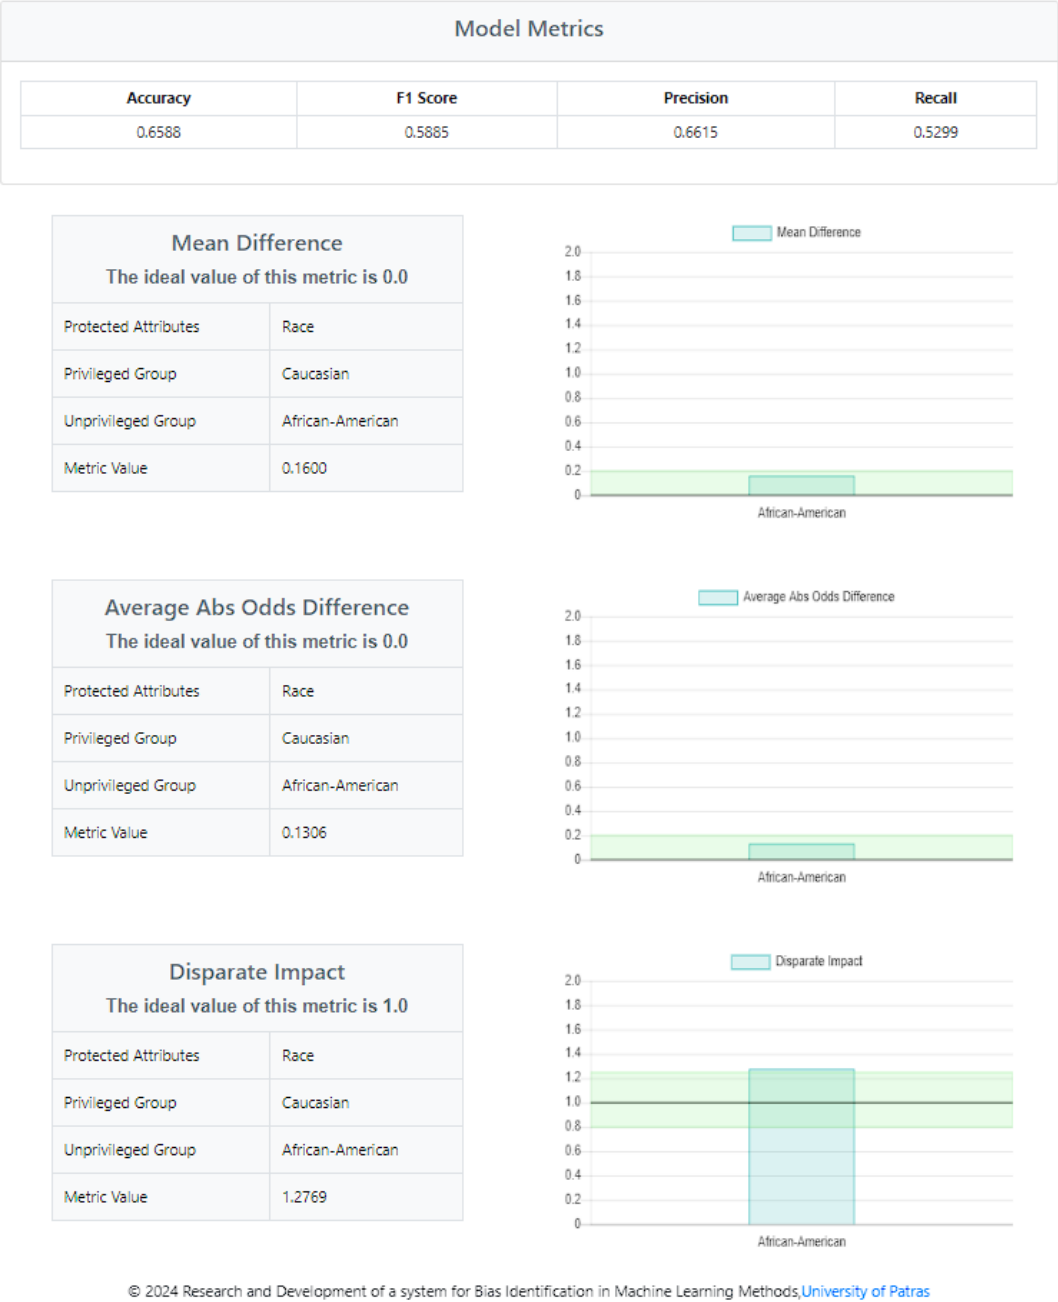 Model Metrics
Accuracy F1 Score Precision Recall
0.6588 0.5885 0.6615 0.5299
Mean Difference
The ideal value of this metric is 0.0
Protected Attributes Race
Privileged Group Caucasian
Unprivileged Group African-American
Metric Value 0.1600
Mean Difference
2.0
1.8
1.6
1.4
1.2
1.0
0.8
0.6
0.4
0.2
0
African-American
Average Abs Odds Difference
The ideal value of this metric is 0.0
Protected Attributes Race
Privileged Group Caucasian
Unprivileged Group African-American
Metric Value 0.1306
Average Abs Odds Difference
2.0
1.8
1.6
1.4
1.2
1.0
0.8
0.6
0.4
0.2
0
African-American
Disparate Impact
The ideal value of this metric is 1.0
Protected Attributes Race
Privileged Group Caucasian
Unprivileged Group African-American
Metric Value 1.2769
Disparate Impact
2.0
1.8
1.6
1.4
1.2
1.0
0.8
0.6
0.4
0.2
0
African-American
© 2024 Research and Development of a system for Bias Identification in Machine Learning Methods,University of Patras